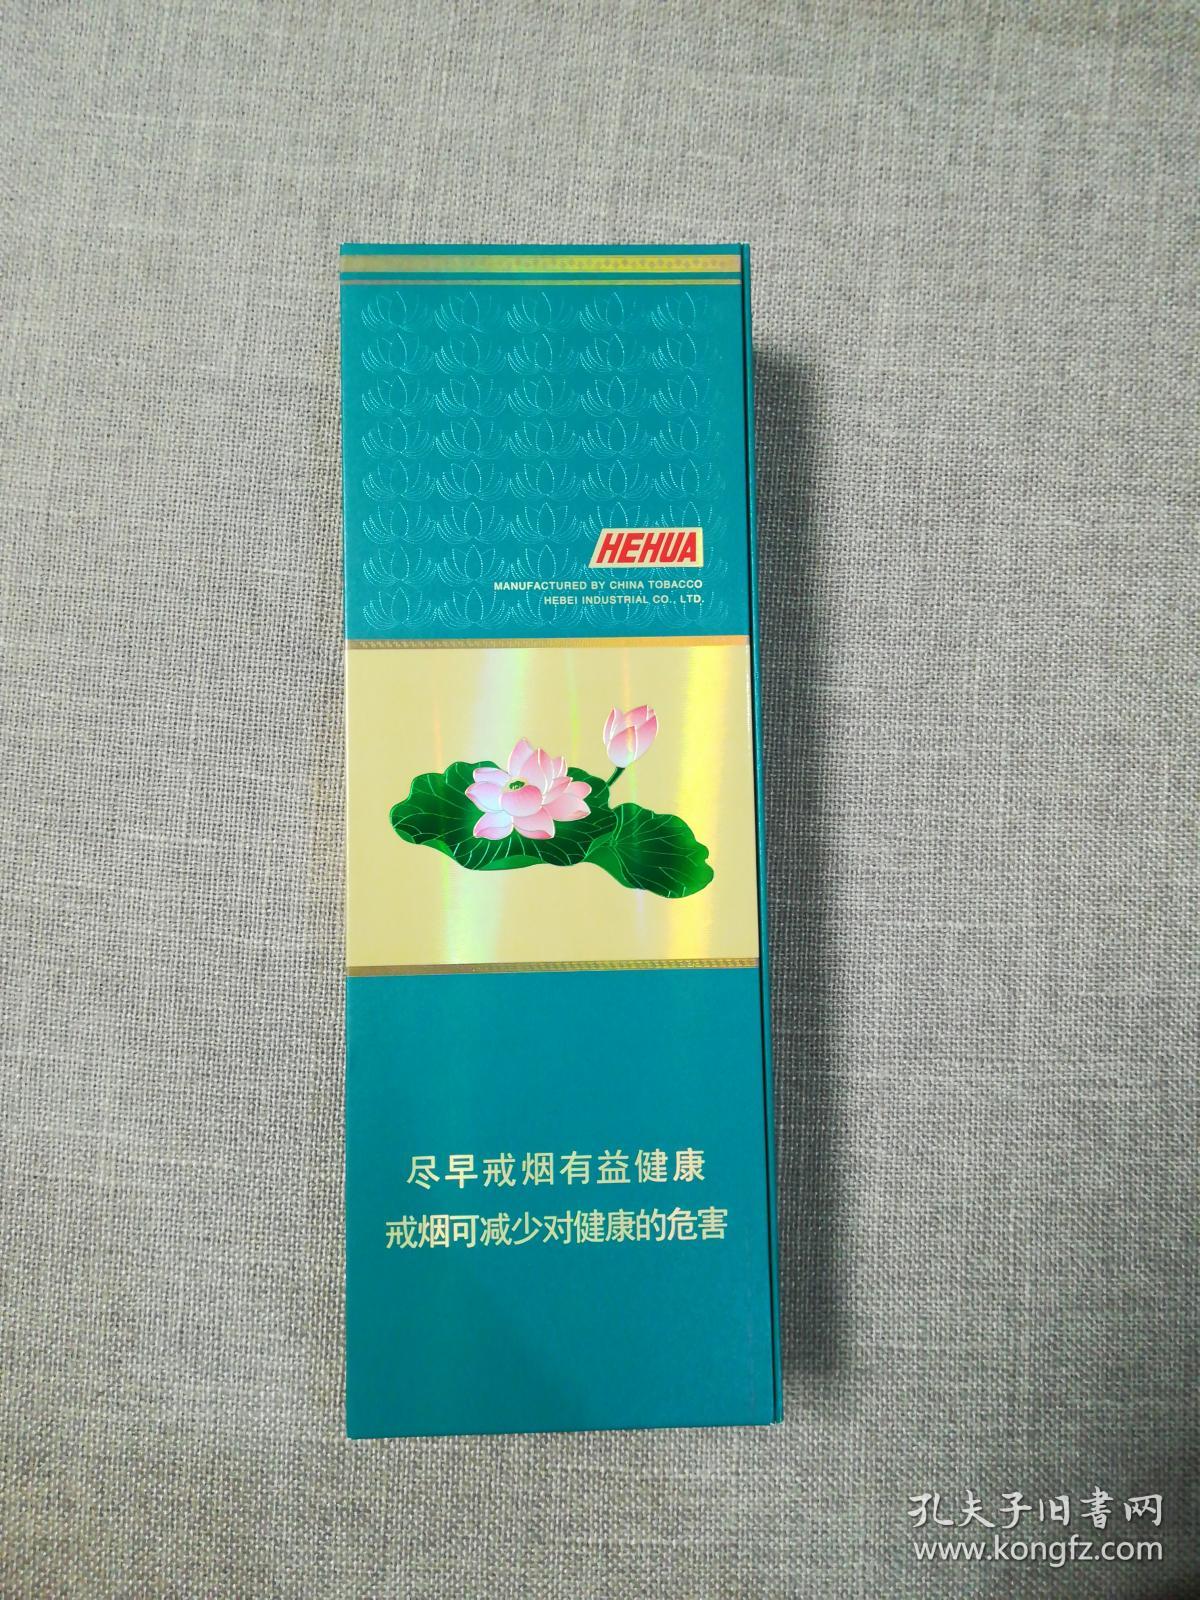 HEHUA
MANUFACTURED BY CHINA TOBACCO
HEBEI INDUSTRIAL CO., LTD.
尽早戒烟有益健康
戒烟可减少对健康的危害
孔夫子旧书网
www.kongfz.com